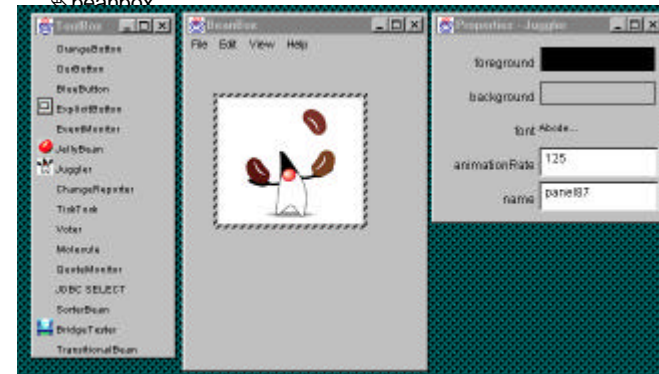 beanbox
ToolBox
OrangeButton
OurButton
BlueButton
ExplicitButton
EventMonitor
JellyBean
Juggler
ChangeReporter
TickTock
Voter
Molecule
QuoteMonitor
JDBC SELECT
SorterBean
BridgeTester
TransitionalBean
BeanBox
File Edit View Help
Properties - Juggler
foreground
background
font Abcde...
animationRate 125
name panel87